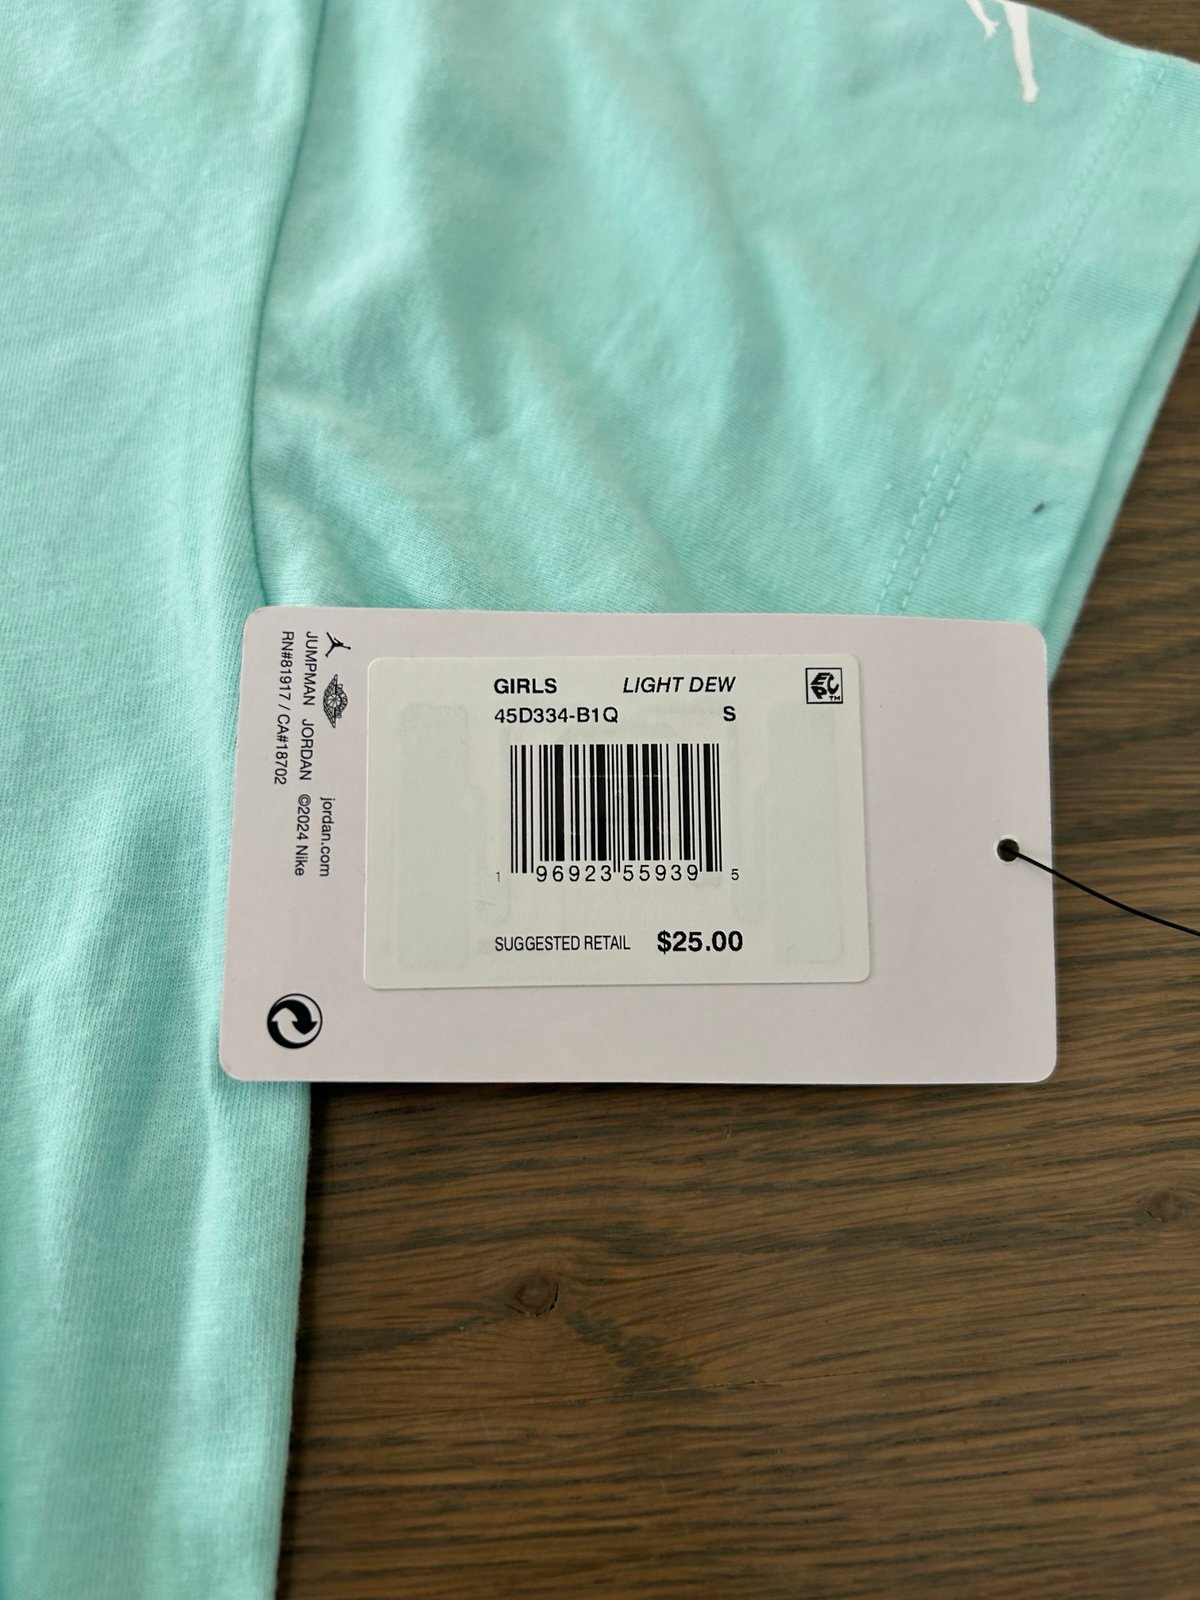 GIRLS LIGHT DEW
45D334-B1Q S
1 96923 55939 5
SUGGESTED RETAIL $25.00
EPC™
jordan.com
JUMPMAN JORDAN ©2024 Nike
RN#81917 / CA#18702